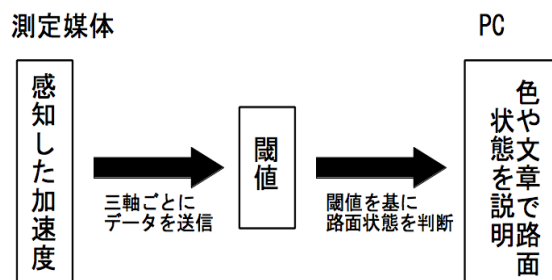 測定媒体
PC
感知した加速度
三軸ごとに
データを送信
閾値
閾値を基に
路面状態を判断
色や文章で路面
状態を説明